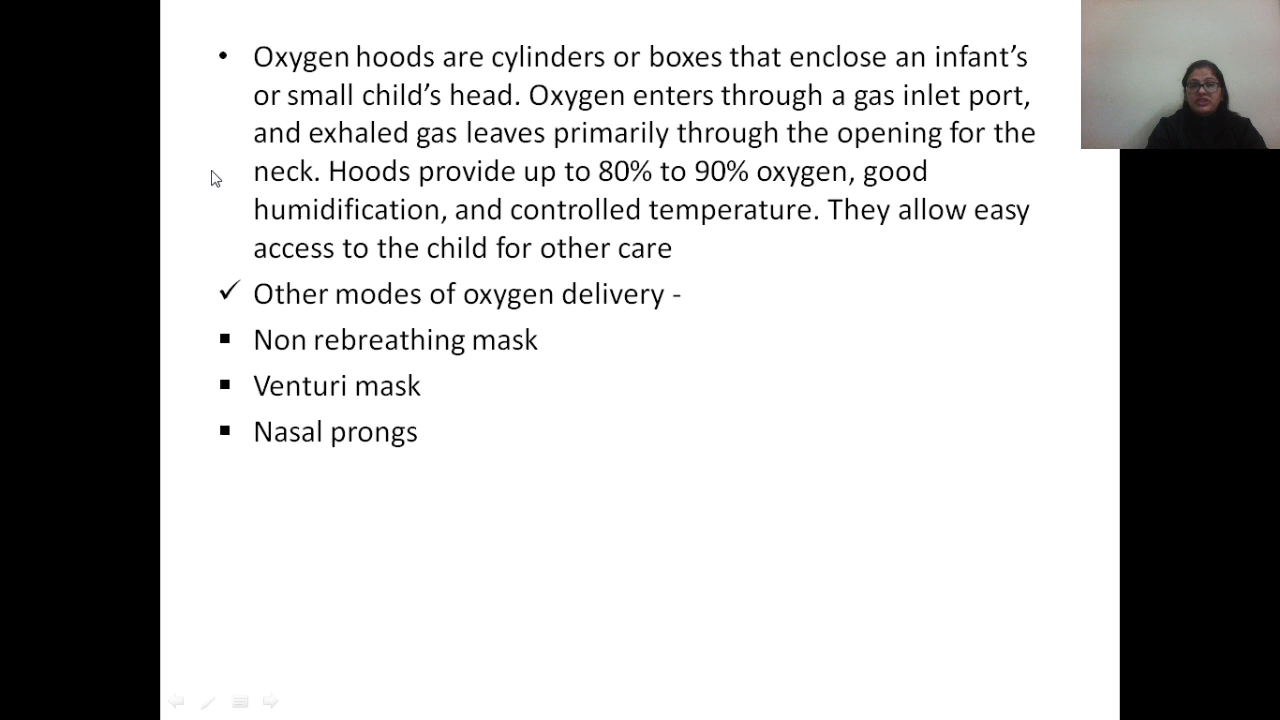 • Oxygen hoods are cylinders or boxes that enclose an infant’s
or small child’s head. Oxygen enters through a gas inlet port,
and exhaled gas leaves primarily through the opening for the
neck. Hoods provide up to 80% to 90% oxygen, good
humidification, and controlled temperature. They allow easy
access to the child for other care
✓ Other modes of oxygen delivery -
▪ Non rebreathing mask
▪ Venturi mask
▪ Nasal prongs